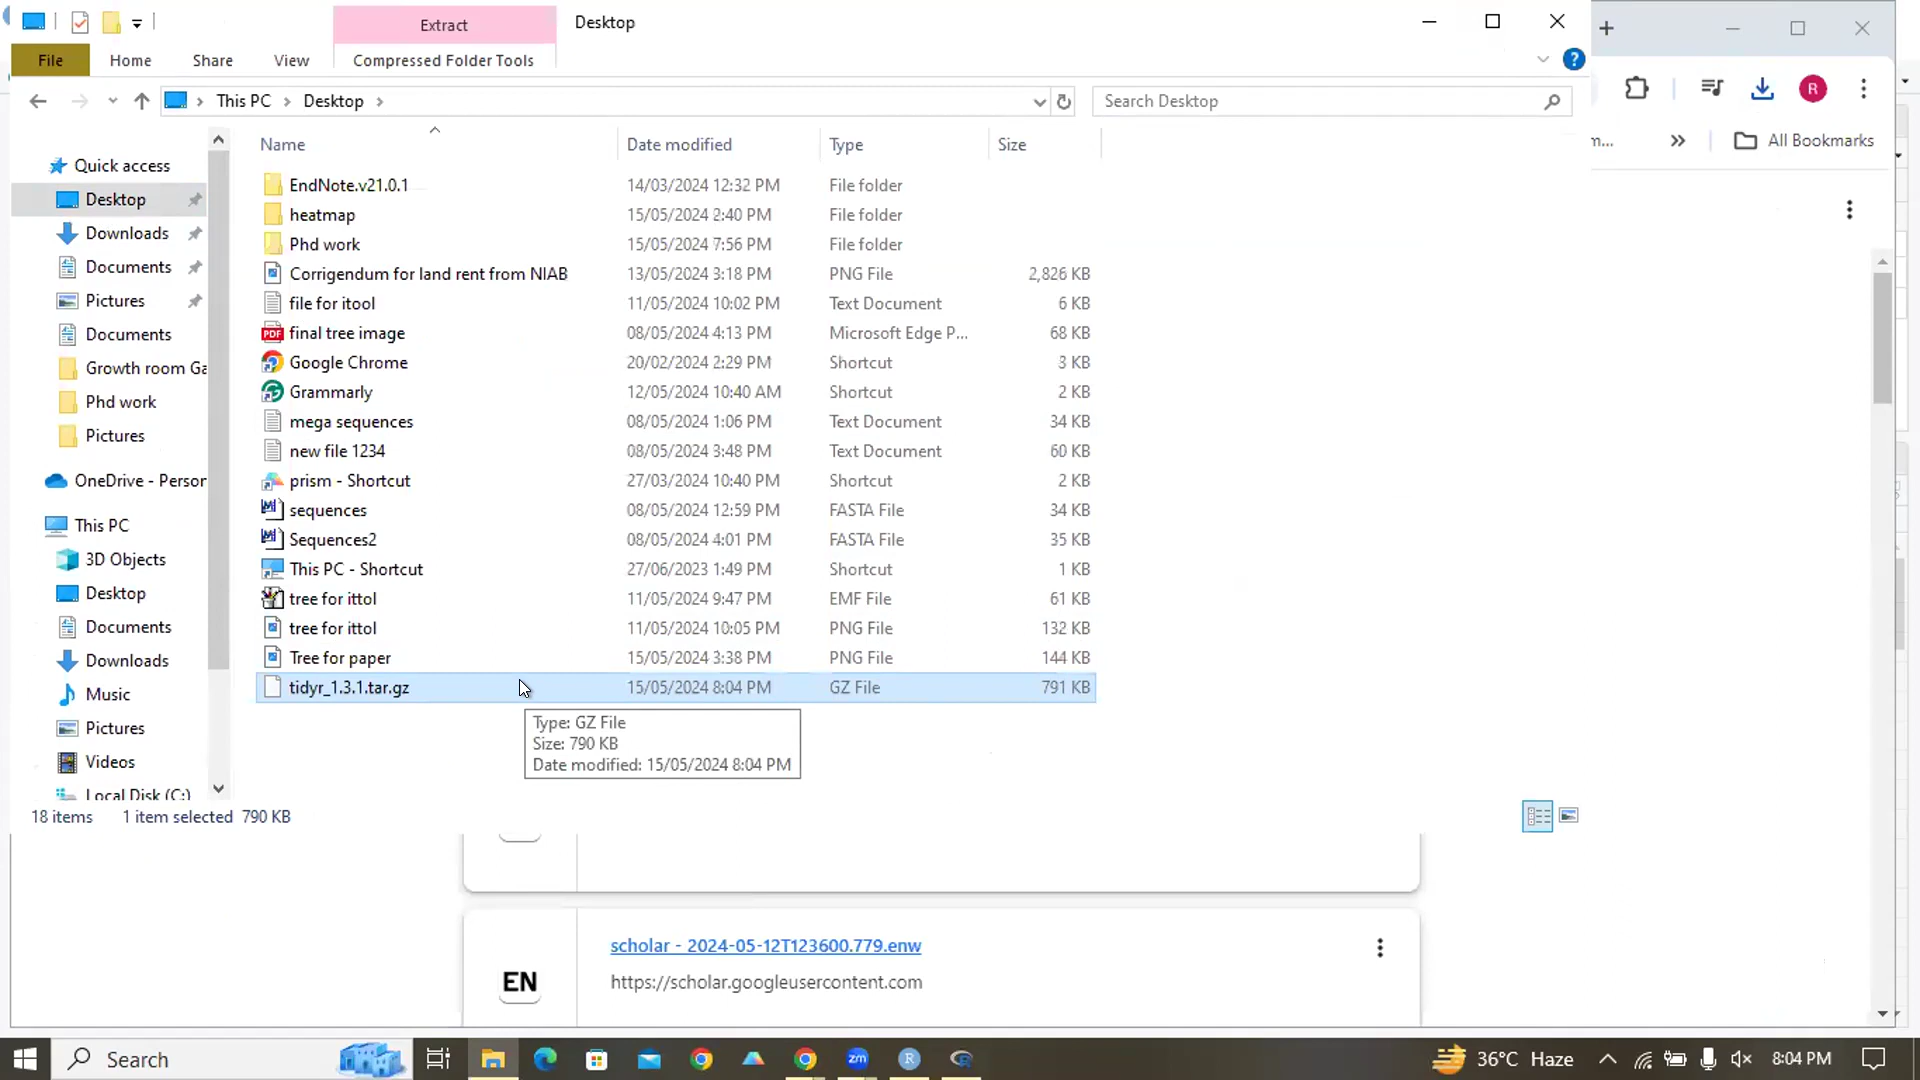 Extract
Desktop
File
Home
Share
View
Compressed Folder Tools
?
R
This PC
Desktop
Search Desktop
m...
All Bookmarks
Name
Date modified
Type
Size
Quick access
Desktop
Downloads
Documents
Pictures
Documents
Growth room Ga
Phd work
Pictures
OneDrive - Person
This PC
3D Objects
Desktop
Documents
Downloads
Music
Pictures
Videos
Local Disk (C:)
EndNote.v21.0.1 14/03/2024 12:32 PM File folder
heatmap 15/05/2024 2:40 PM File folder
Phd work 15/05/2024 7:56 PM File folder
Corrigendum for land rent from NIAB 13/05/2024 3:18 PM PNG File 2,826 KB
file for itool 11/05/2024 10:02 PM Text Document 6 KB
PDF final tree image 08/05/2024 4:13 PM Microsoft Edge P... 68 KB
Google Chrome 20/02/2024 2:29 PM Shortcut 3 KB
Grammarly 12/05/2024 10:40 AM Shortcut 2 KB
mega sequences 08/05/2024 1:06 PM Text Document 34 KB
new file 1234 08/05/2024 3:48 PM Text Document 60 KB
prism - Shortcut 27/03/2024 10:40 PM Shortcut 2 KB
sequences 08/05/2024 12:59 PM FASTA File 34 KB
Sequences2 08/05/2024 4:01 PM FASTA File 35 KB
This PC - Shortcut 27/06/2023 1:49 PM Shortcut 1 KB
tree for ittol 11/05/2024 9:47 PM EMF File 61 KB
tree for ittol 11/05/2024 10:05 PM PNG File 132 KB
Tree for paper 15/05/2024 3:38 PM PNG File 144 KB
tidyr_1.3.1.tar.gz 15/05/2024 8:04 PM GZ File 791 KB
Type: GZ File
Size: 790 KB
Date modified: 15/05/2024 8:04 PM
18 items 1 item selected 790 KB
EN
scholar - 2024-05-12T123600.779.enw
https://scholar.googleusercontent.com
Search
zm
R
36°C Haze
8:04 PM